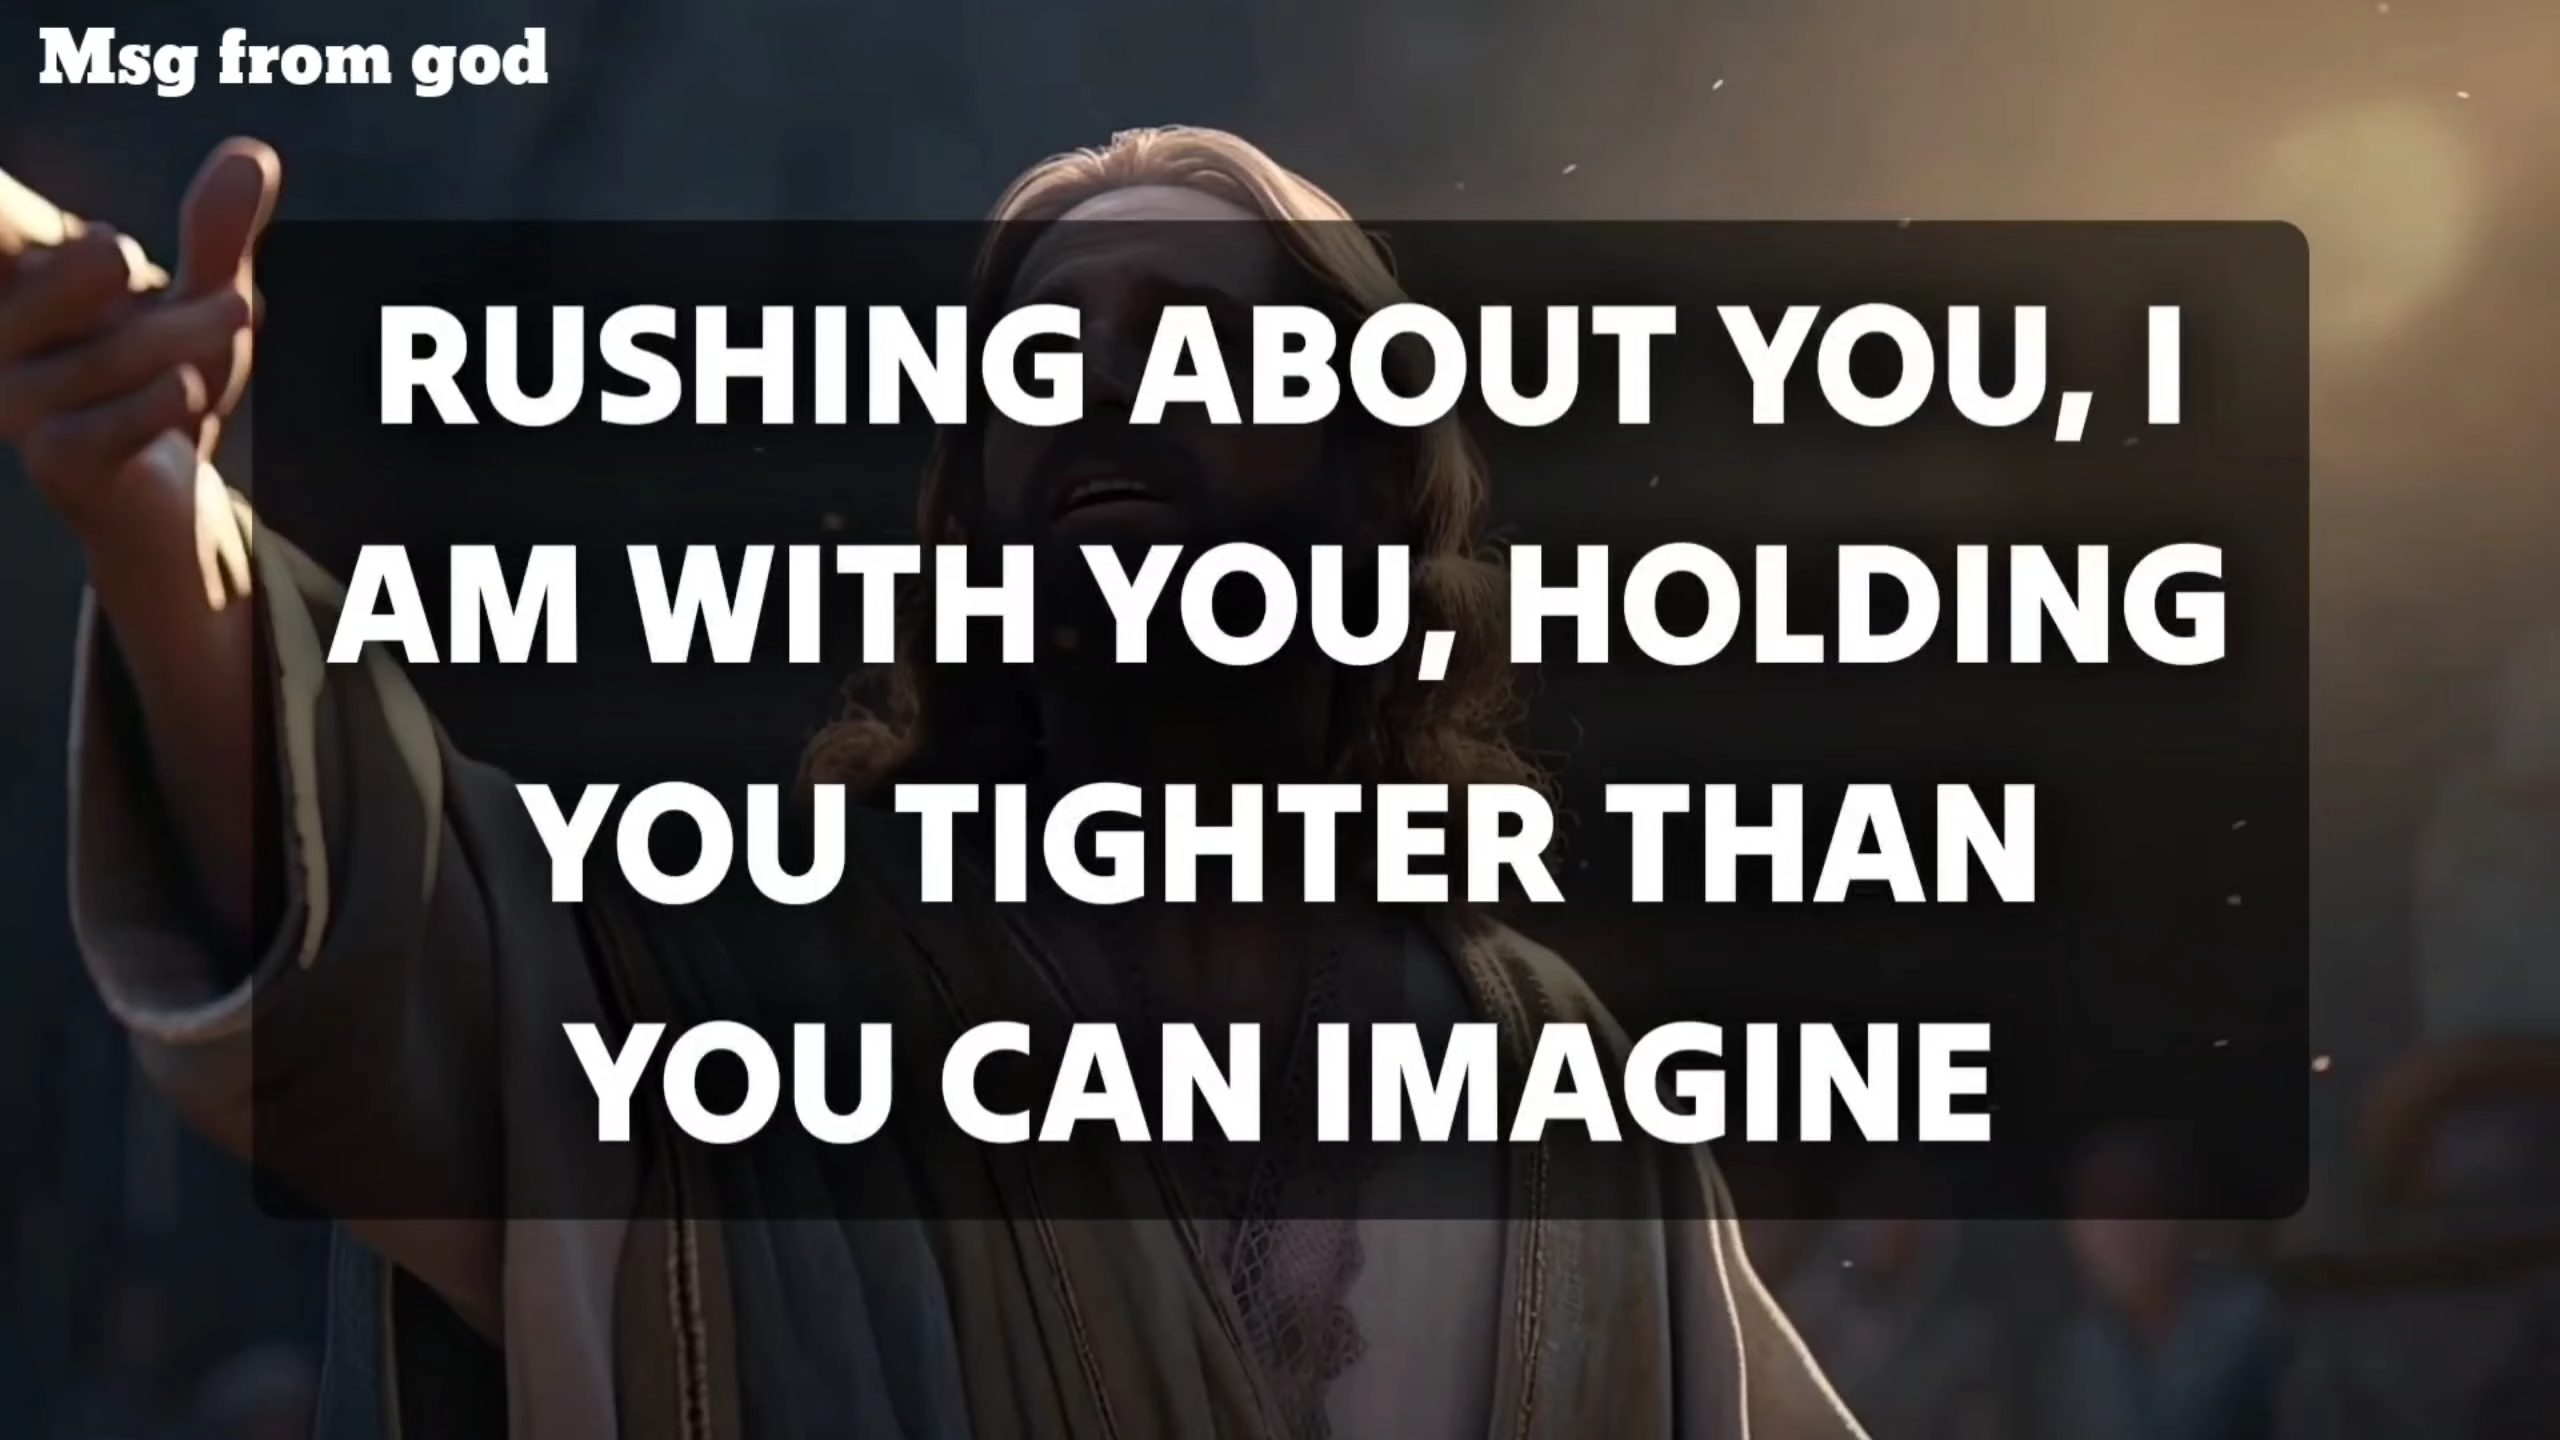 Msg from god
RUSHING ABOUT YOU, I
AM WITH YOU, HOLDING
YOU TIGHTER THAN
YOU CAN IMAGINE